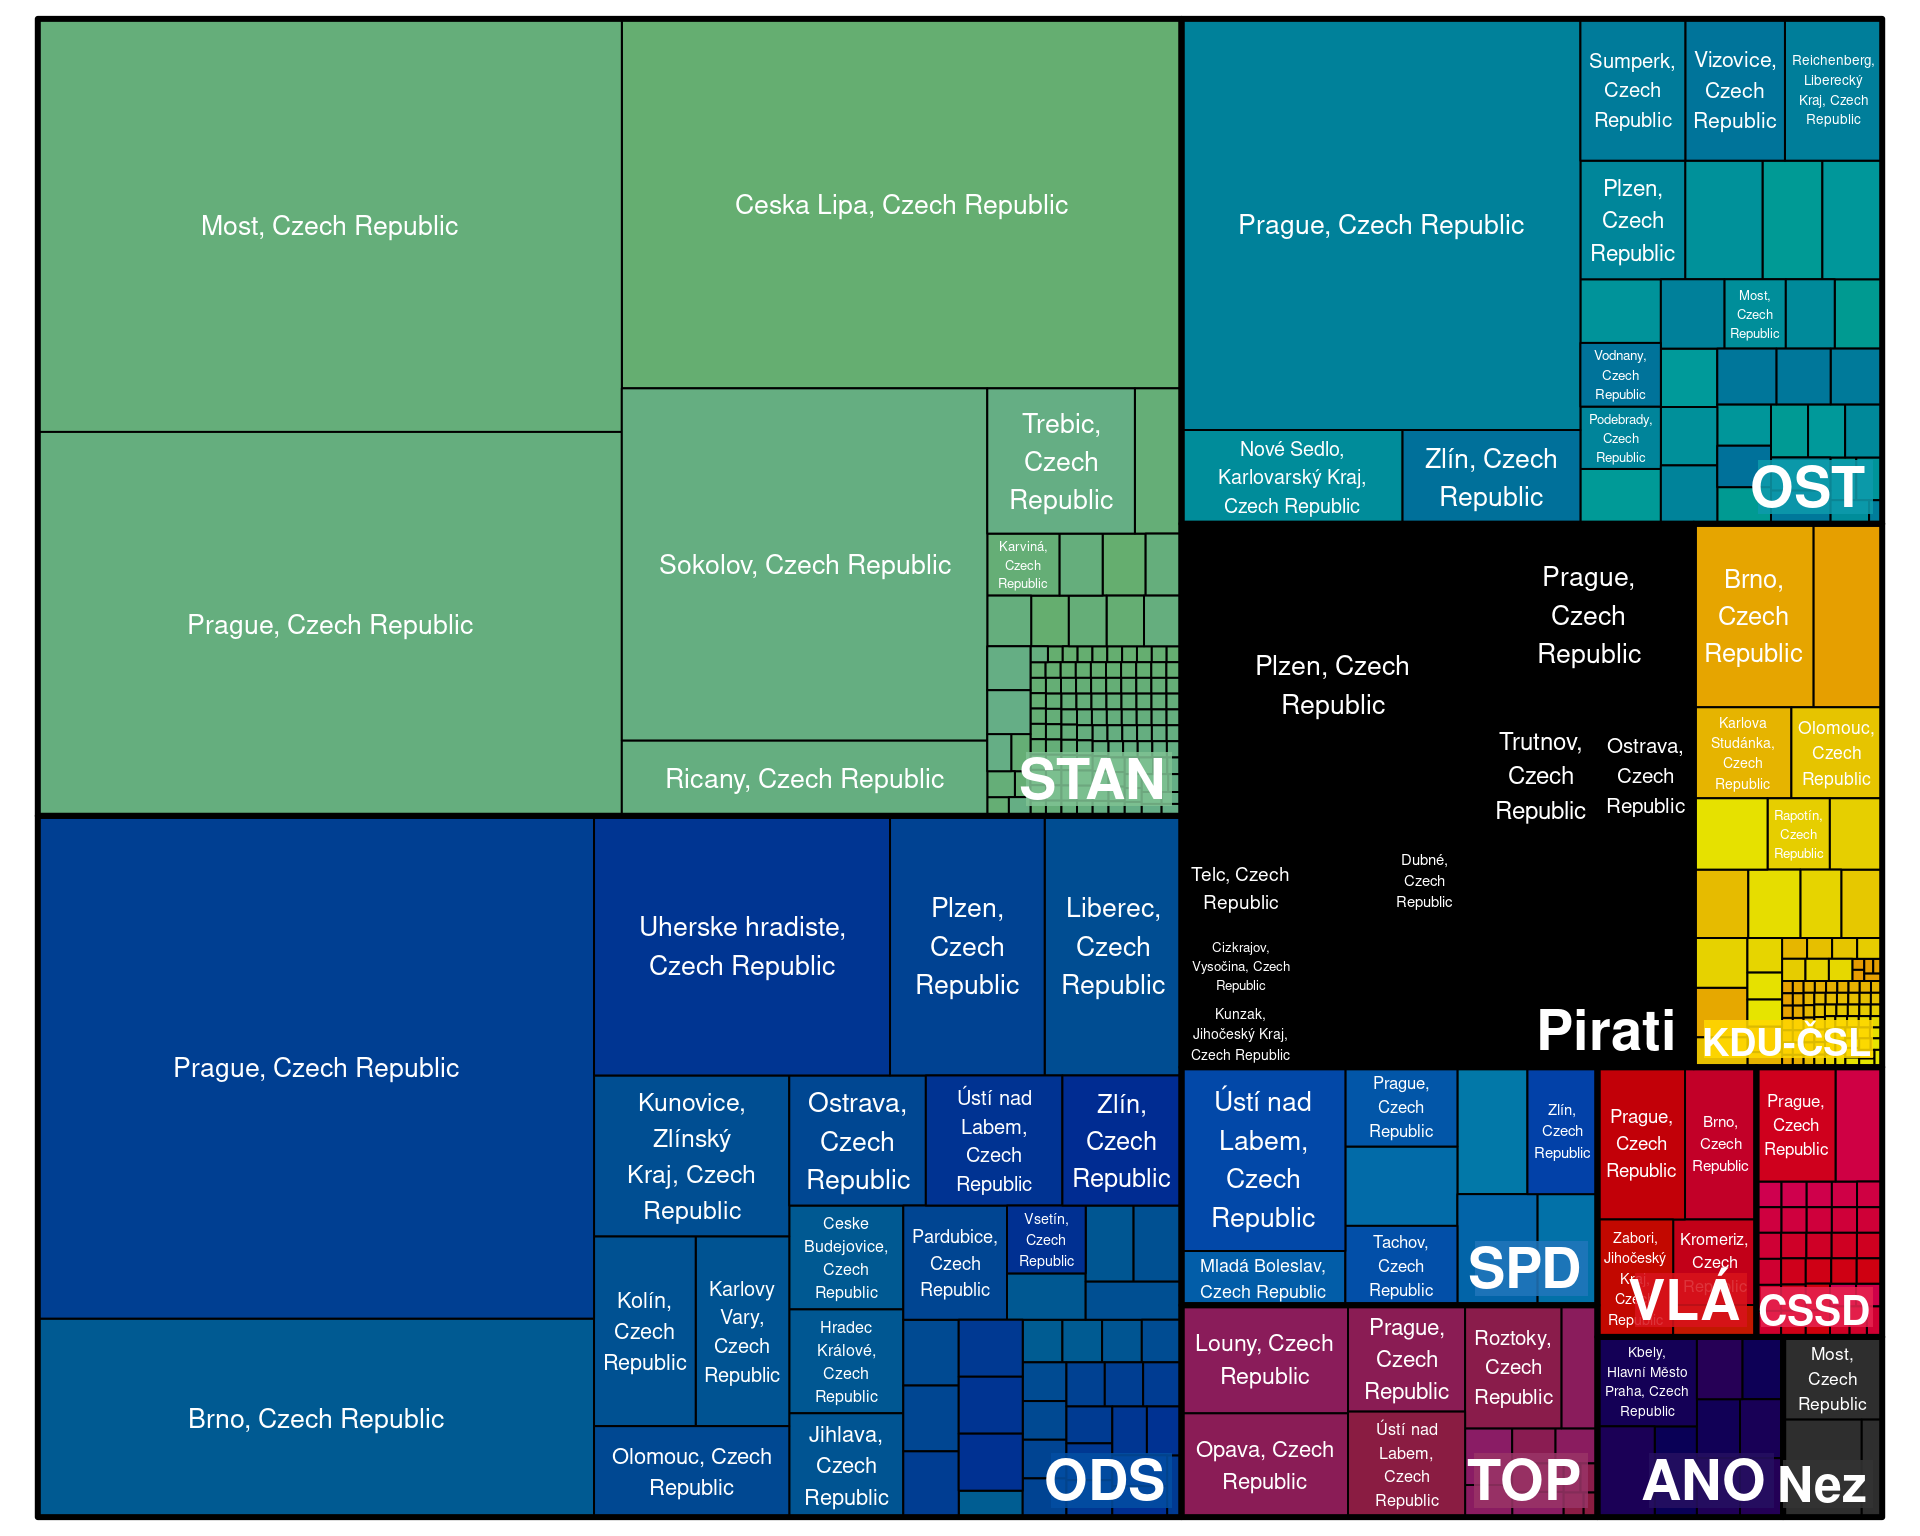 Most, Czech Republic
Prague, Czech Republic
Ceska Lipa, Czech Republic
Sokolov, Czech Republic
Ricany, Czech Republic
Trebic,
Czech
Republic
Karviná,
Czech
Republic
STAN
Prague, Czech Republic
Nové Sedlo,
Karlovarský Kraj,
Czech Republic
Zlín, Czech
Republic
Sumperk,
Czech
Republic
Vizovice,
Czech
Republic
Reichenberg,
Liberecký
Kraj, Czech
Republic
Plzen,
Czech
Republic
Most,
Czech
Republic
Vodnany,
Czech
Republic
Podebrady,
Czech
Republic
OST
Plzen, Czech
Republic
Prague,
Czech
Republic
Trutnov,
Czech
Republic
Ostrava,
Czech
Republic
Telc, Czech
Republic
Dubné,
Czech
Republic
Cizkrajov,
Vysočina, Czech
Republic
Kunzak,
Jihočeský Kraj,
Czech Republic
Pirati
Brno,
Czech
Republic
Karlova
Studánka,
Czech
Republic
Olomouc,
Czech
Republic
Rapotín,
Czech
Republic
KDU-ČSL
Prague, Czech Republic
Brno, Czech Republic
Uherske hradiste,
Czech Republic
Plzen,
Czech
Republic
Liberec,
Czech
Republic
Kunovice,
Zlínský
Kraj, Czech
Republic
Ostrava,
Czech
Republic
Ústí nad
Labem,
Czech
Republic
Zlín,
Czech
Republic
Kolín,
Czech
Republic
Karlovy
Vary,
Czech
Republic
Olomouc, Czech
Republic
Ceske
Budejovice,
Czech
Republic
Hradec
Králové,
Czech
Republic
Jihlava,
Czech
Republic
Pardubice,
Czech
Republic
Vsetín,
Czech
Republic
ODS
Ústí nad
Labem,
Czech
Republic
Mladá Boleslav,
Czech Republic
Prague,
Czech
Republic
Tachov,
Czech
Republic
Zlín,
Czech
Republic
SPD
Louny, Czech
Republic
Opava, Czech
Republic
Prague,
Czech
Republic
Ústí nad
Labem,
Czech
Republic
Roztoky,
Czech
Republic
TOP
Prague,
Czech
Republic
Brno,
Czech
Republic
Zabori,
Jihočeský
Kraj,
Czech
Republic
Kromeriz,
Czech
Republic
VLÁ
Prague,
Czech
Republic
CSSD
Kbely,
Hlavní Město
Praha, Czech
Republic
ANO
Most,
Czech
Republic
Nez